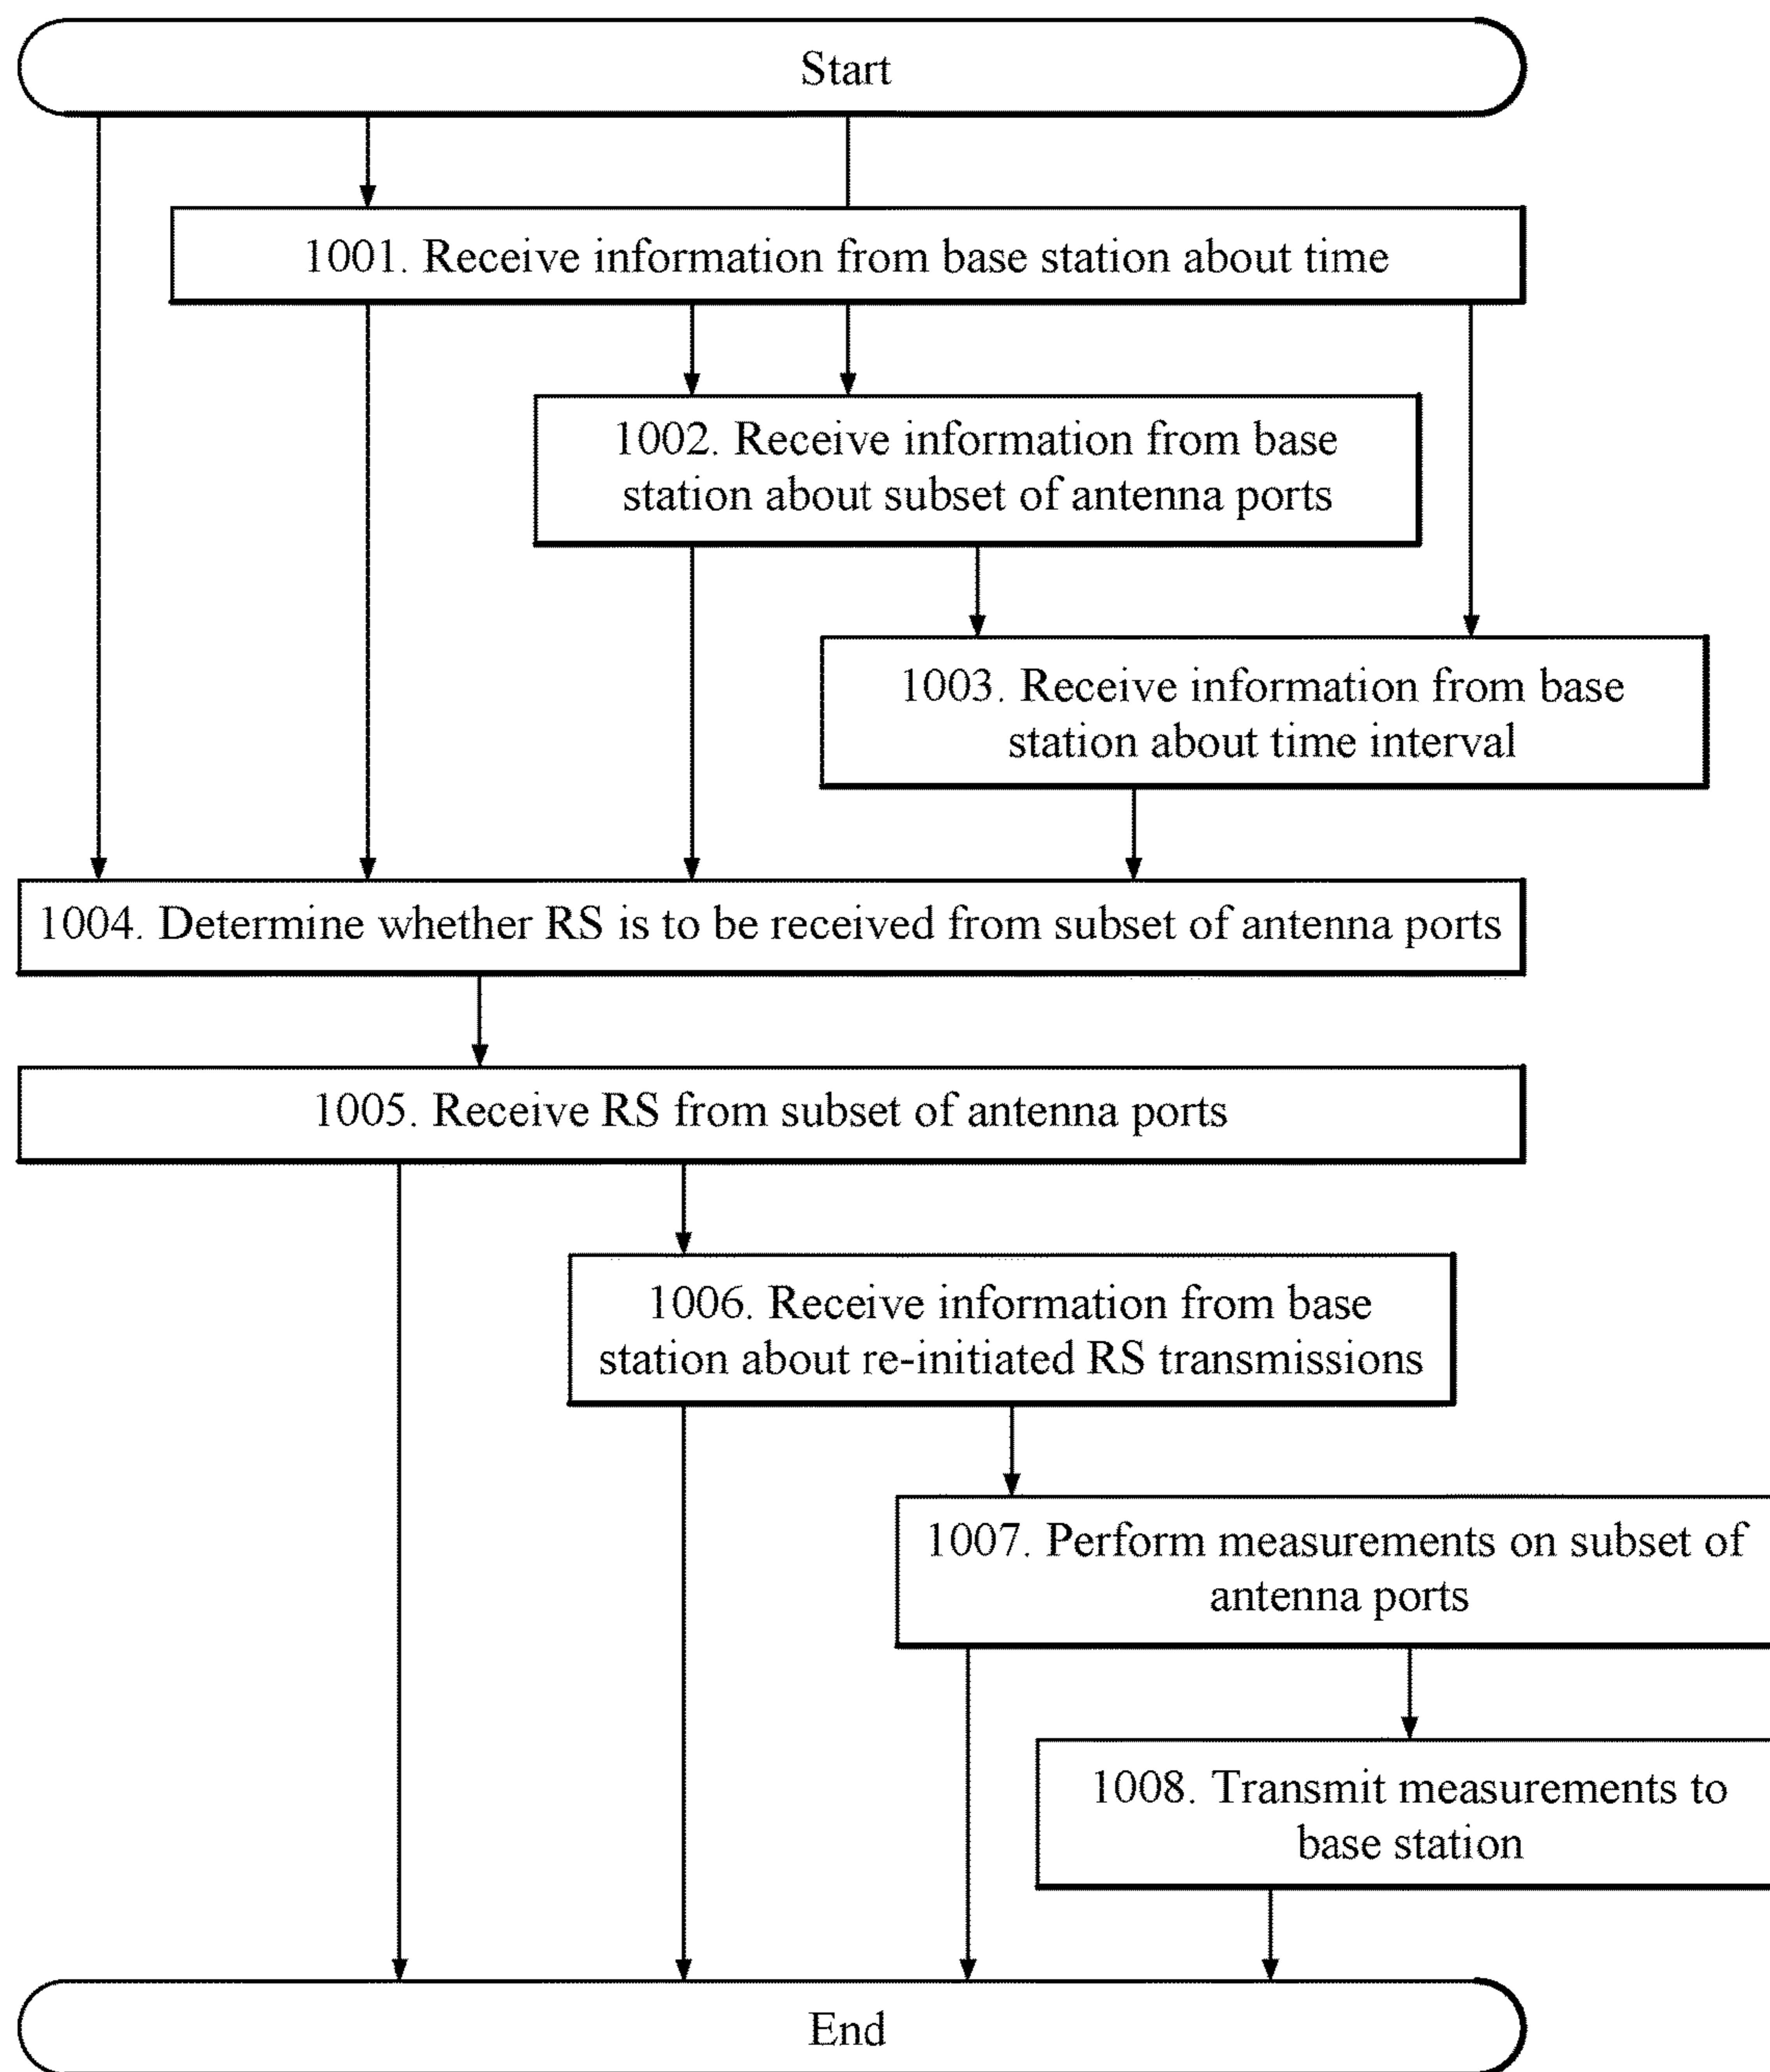 Start
1001. Receive information from base station about time
1002. Receive information from base
station about subset of antenna ports
1003. Receive information from base
station about time interval
1004. Determine whether RS is to be received from subset of antenna ports
1005. Receive RS from subset of antenna ports
1006. Receive information from base
station about re-initiated RS transmissions
1007. Perform measurements on subset of
antenna ports
1008. Transmit measurements to
base station
End